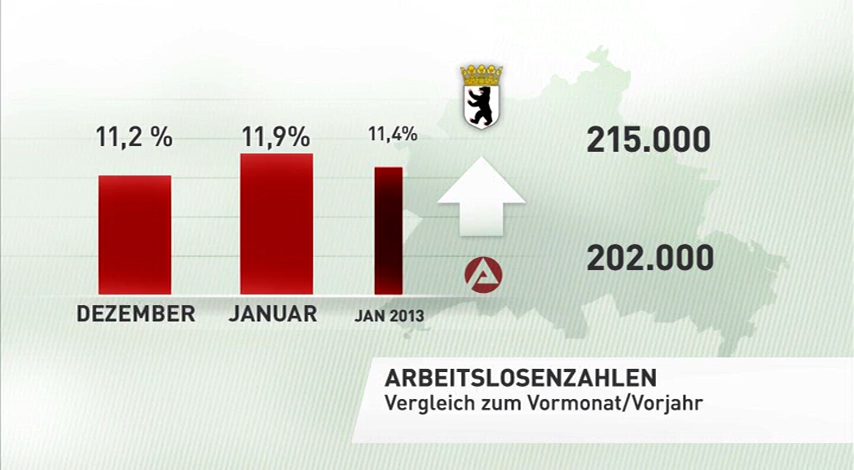 11,2 %
11,9%
11,4%
215.000
202.000
DEZEMBER
JANUAR
JAN 2013
ARBEITSLOSENZAHLEN
Vergleich zum Vormonat/Vorjahr